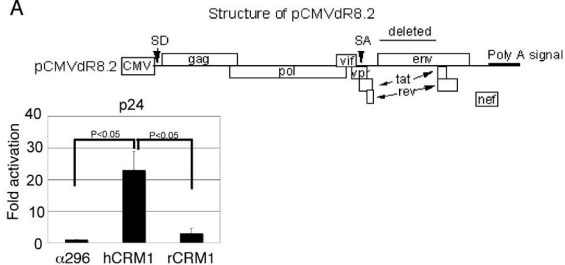 A
Structure of pCMVdR8.2
deleted
SD
SA
pCMVdR8.2
CMV
gag
pol
vif
vpr
env
Poly A signal
tat
rev
nef
p24
Fold activation
40
30
20
10
0
P<0.05
P<0.05
α296
hCRM1
rCRM1